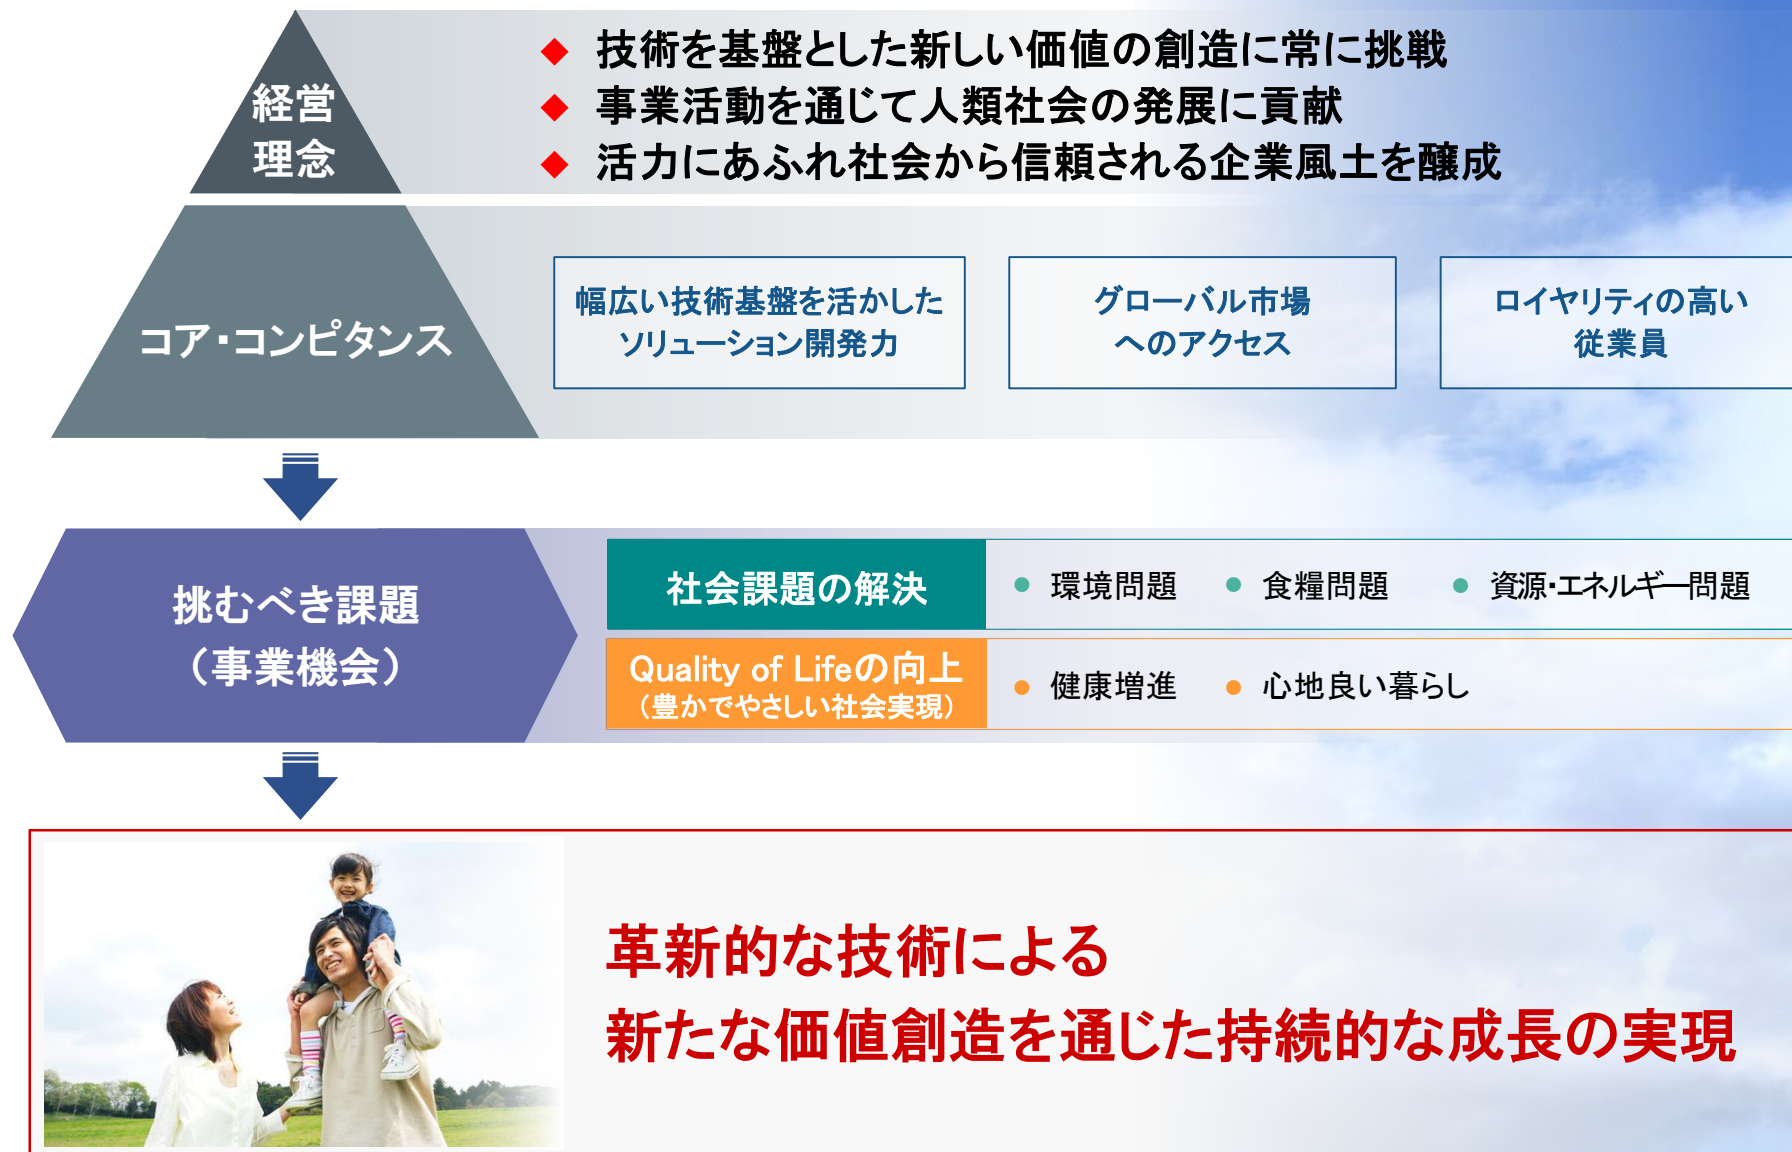 経営
理念
◆ 技術を基盤とした新しい価値の創造に常に挑戦
◆ 事業活動を通じて人類社会の発展に貢献
◆ 活力にあふれ社会から信頼される企業風土を醸成
コア・コンピタンス
幅広い技術基盤を活かした
ソリューション開発力
グローバル市場
へのアクセス
ロイヤリティの高い
従業員
挑むべき課題
（事業機会）
社会課題の解決
● 環境問題 ● 食糧問題 ● 資源・エネルギー問題
Quality of Lifeの向上
（豊かでやさしい社会実現）
● 健康増進 ● 心地良い暮らし
革新的な技術による
新たな価値創造を通じた持続的な成長の実現